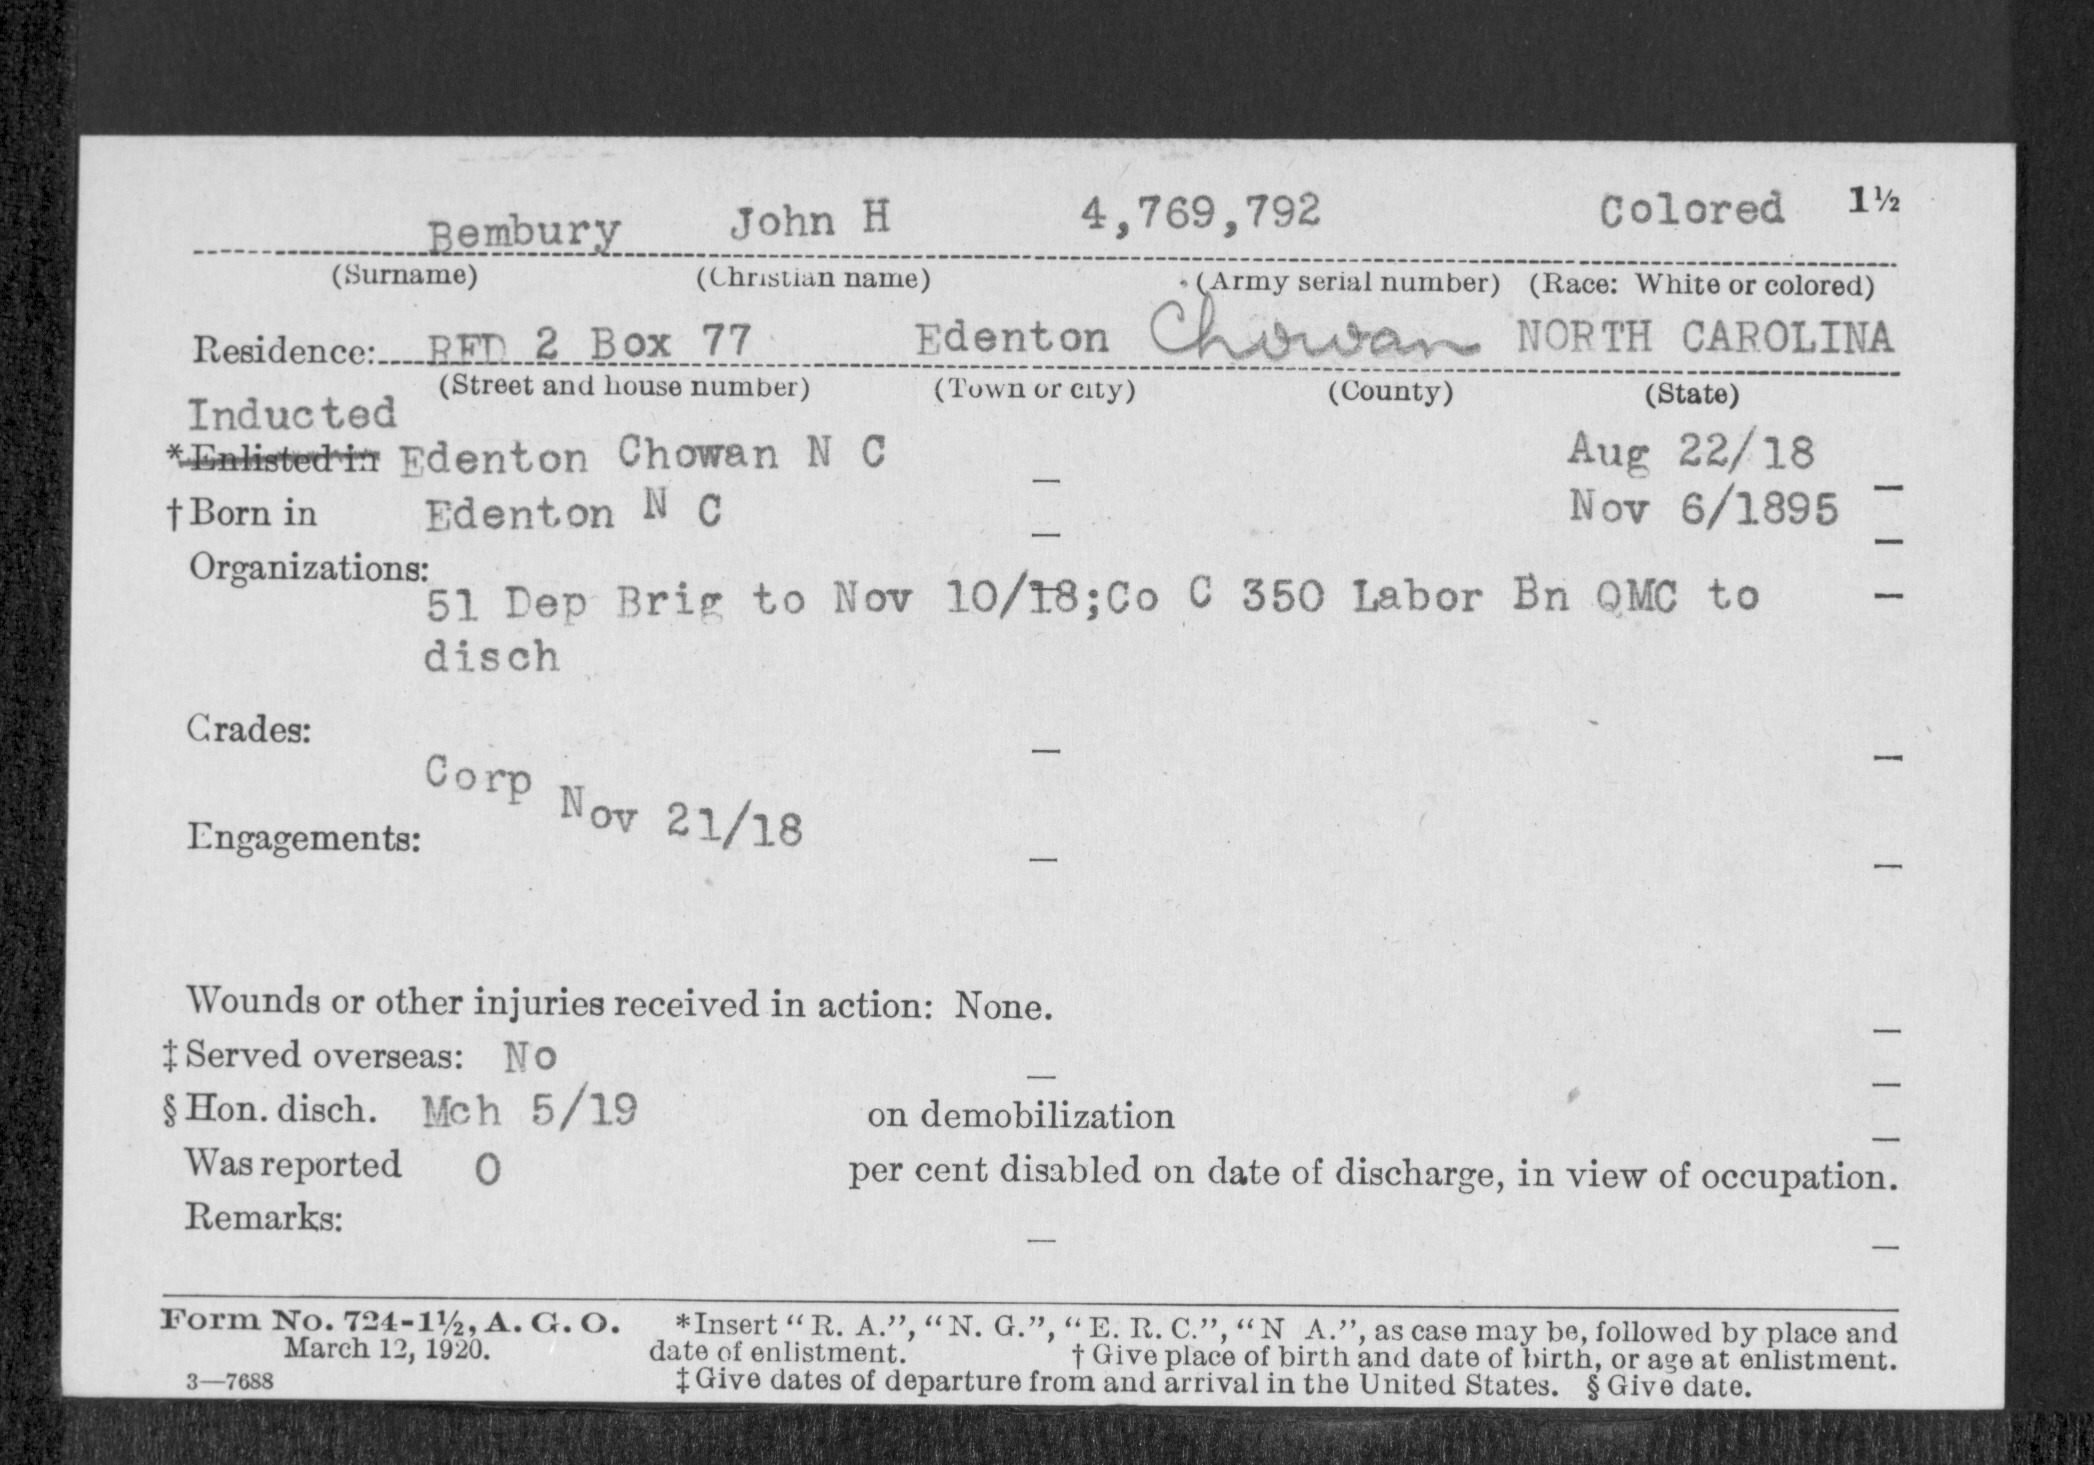 Bembury John H 4,769,792 Colored 1½
(Surname) (Christian name) (Army serial number) (Race: White or colored)
Residence: RFD 2 Box 77 Edenton Chowan NORTH CAROLINA
(Street and house number) (Town or city) (County) (State)
Inducted
*Enlisted in Edenton Chowan N C Aug 22/18
†Born in Edenton N C Nov 6/1895
Organizations:
51 Dep Brig to Nov 10/18;Co C 350 Labor Bn QMC to
disch
Grades:
Corp Nov 21/18
Engagements:
Wounds or other injuries received in action: None.
‡Served overseas: No
§Hon. disch. Mch 5/19 on demobilization
Was reported 0 per cent disabled on date of discharge, in view of occupation.
Remarks:
Form No. 724-1½, A. G. O. *Insert "R. A.", "N. G.", "E. R. C.", "N A.", as case may be, followed by place and
March 12, 1920. date of enlistment. †Give place of birth and date of birth, or age at enlistment.
3—7688 ‡Give dates of departure from and arrival in the United States. §Give date.